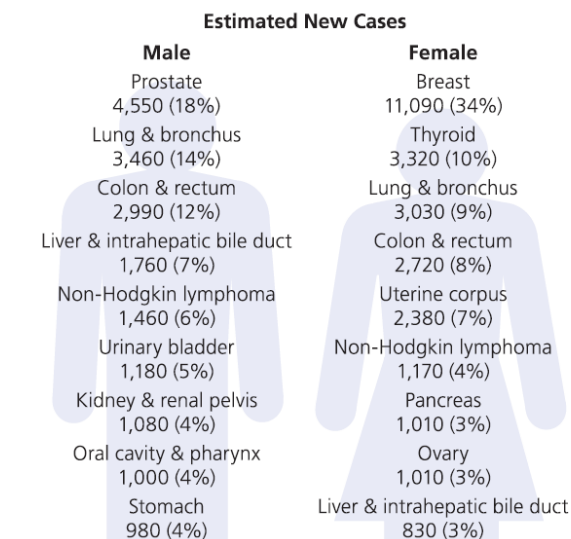 Estimated New Cases
Male
Prostate
4,550 (18%)
Lung & bronchus
3,460 (14%)
Colon & rectum
2,990 (12%)
Liver & intrahepatic bile duct
1,760 (7%)
Non-Hodgkin lymphoma
1,460 (6%)
Urinary bladder
1,180 (5%)
Kidney & renal pelvis
1,080 (4%)
Oral cavity & pharynx
1,000 (4%)
Stomach
980 (4%)
Female
Breast
11,090 (34%)
Thyroid
3,320 (10%)
Lung & bronchus
3,030 (9%)
Colon & rectum
2,720 (8%)
Uterine corpus
2,380 (7%)
Non-Hodgkin lymphoma
1,170 (4%)
Pancreas
1,010 (3%)
Ovary
1,010 (3%)
Liver & intrahepatic bile duct
830 (3%)